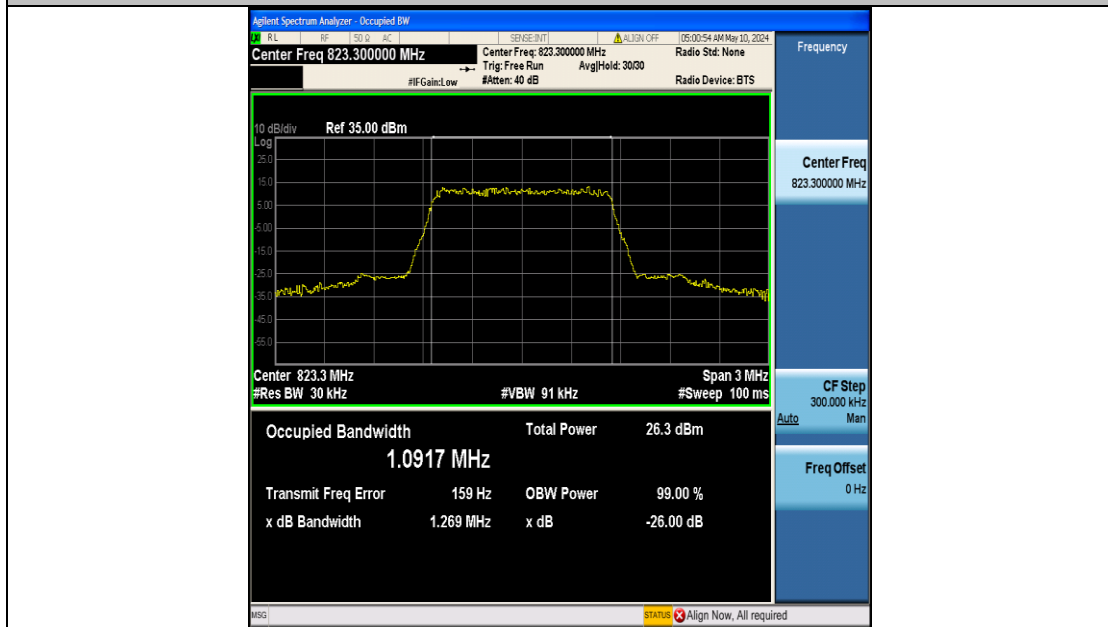 Agilent Spectrum Analyzer - Occupied BW
LXI RL RF 50 Ω AC SENSE:INT ALIGN OFF 05:00:54 AM May 10, 2024
Center Freq 823.300000 MHz
Center Freq: 823.300000 MHz Radio Std: None
Trig: Free Run Avg|Hold: 30/30
#IFGain:Low #Atten: 40 dB Radio Device: BTS
Frequency
10 dB/div Ref 35.00 dBm
Log
25.0
15.0
5.00
-5.00
-15.0
-25.0
-35.0
-45.0
-55.0
Center 823.3 MHz Span 3 MHz
#Res BW 30 kHz #VBW 91 kHz #Sweep 100 ms
Center Freq
823.300000 MHz
CF Step
300.000 kHz
Auto Man
Freq Offset
0 Hz
Occupied Bandwidth Total Power 26.3 dBm
1.0917 MHz
Transmit Freq Error 159 Hz OBW Power 99.00 %
x dB Bandwidth 1.269 MHz x dB -26.00 dB
MSG STATUS Align Now, All required